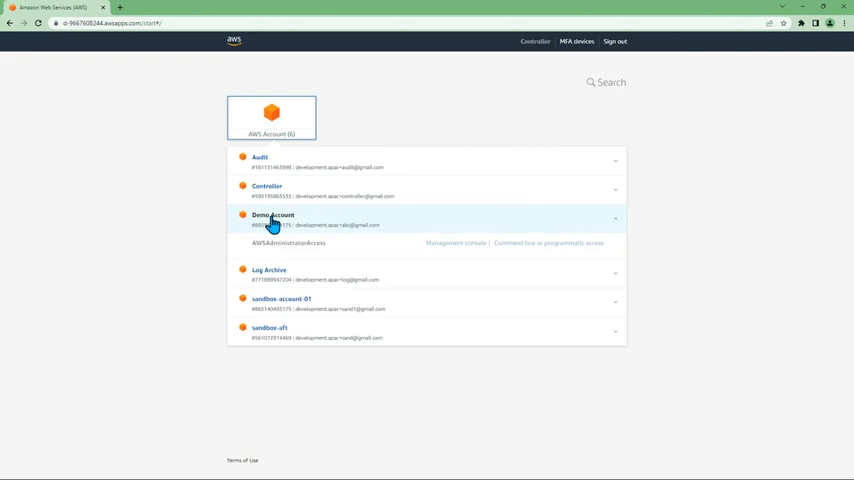 Amazon Web Services (AWS)
d-9667608244.awsapps.com/start#/
aws
Controller MFA devices Sign out
Search
AWS Account (6)
Audit
#161131463998 | development.apac+audit@gmail.com
Controller
#593195863533 | development.apac+controller@gmail.com
Demo Account
development.apac+abc@gmail.com
AWSAdministratorAccess Management console | Command line or programmatic access
Log Archive
#771889947204 | development.apac+log@gmail.com
sandbox-account-01
#865140493175 | development.apac+sand1@gmail.com
sandbox-aft
#561072974469 | development.apac+sand@gmail.com
Terms of Use